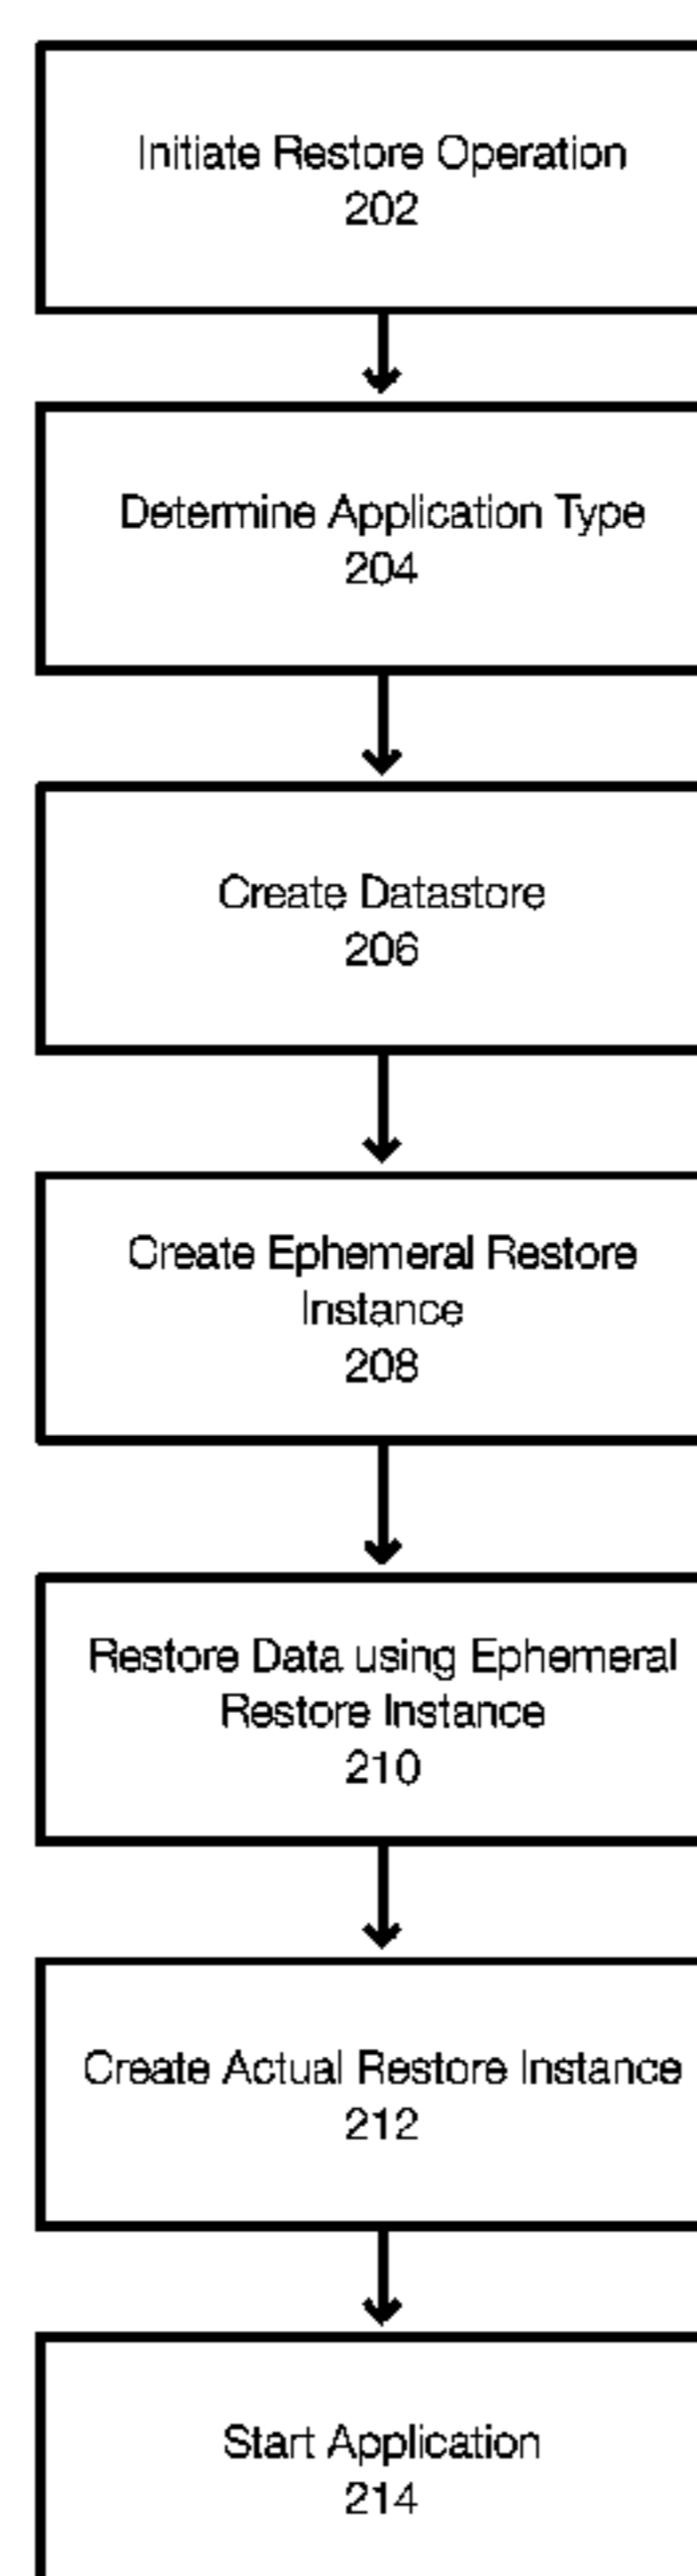 Initiate Restore Operation
202
Determine Application Type
204
Create Datastore
206
Create Ephemeral Restore
Instance
208
Restore Data using Ephemeral
Restore Instance
210
Create Actual Restore Instance
212
Start Application
214